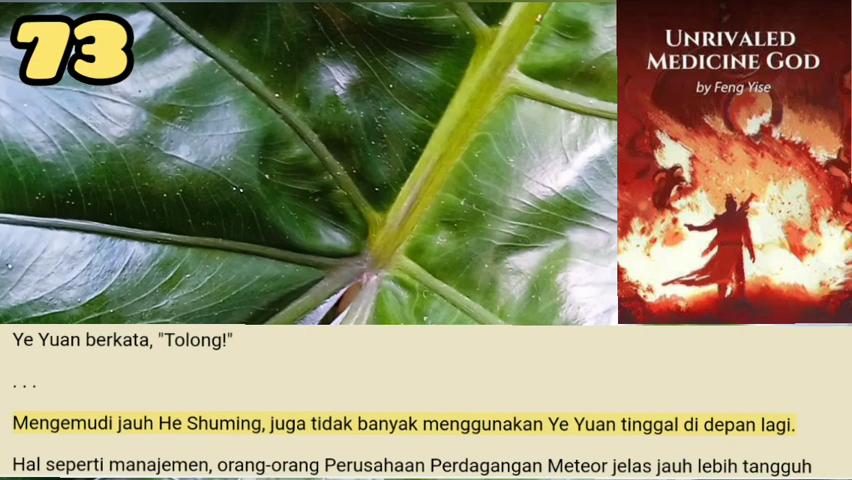 73
UNRIVALED
MEDICINE GOD
by Feng Yise
Ye Yuan berkata, "Tolong!"
. . .
Mengemudi jauh He Shuming, juga tidak banyak menggunakan Ye Yuan tinggal di depan lagi.
Hal seperti manajemen, orang-orang Perusahaan Perdagangan Meteor jelas jauh lebih tangguh